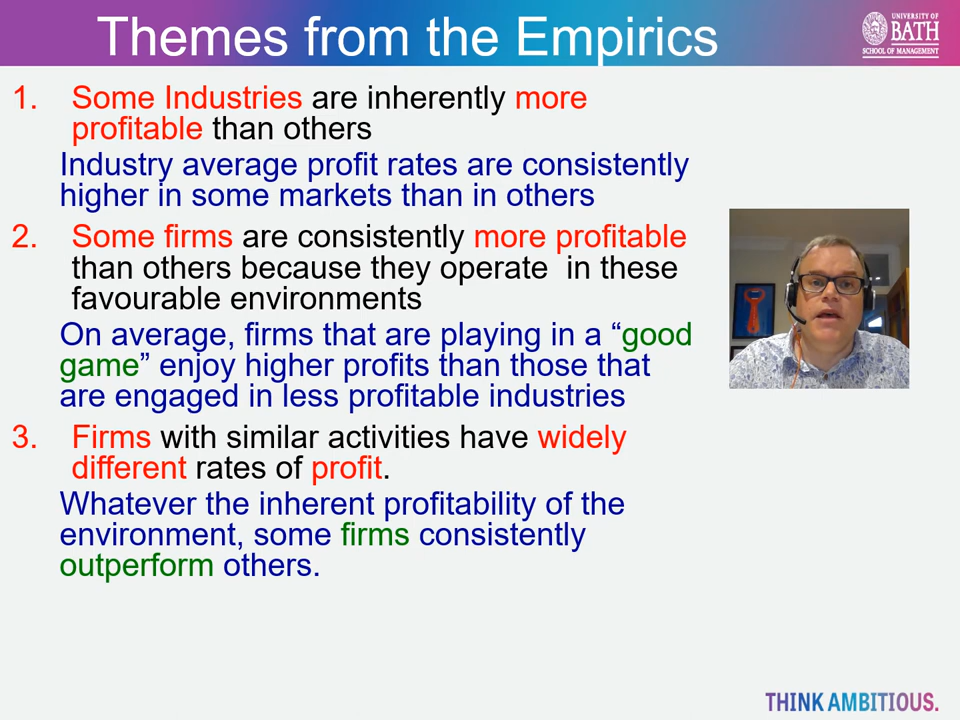 Themes from the Empirics
UNIVERSITY OF
BATH
SCHOOL OF MANAGEMENT
1. Some Industries are inherently more
profitable than others
Industry average profit rates are consistently
higher in some markets than in others
2. Some firms are consistently more profitable
than others because they operate in these
favourable environments
On average, firms that are playing in a “good
game” enjoy higher profits than those that
are engaged in less profitable industries
3. Firms with similar activities have widely
different rates of profit.
Whatever the inherent profitability of the
environment, some firms consistently
outperform others.
THINK AMBITIOUS.